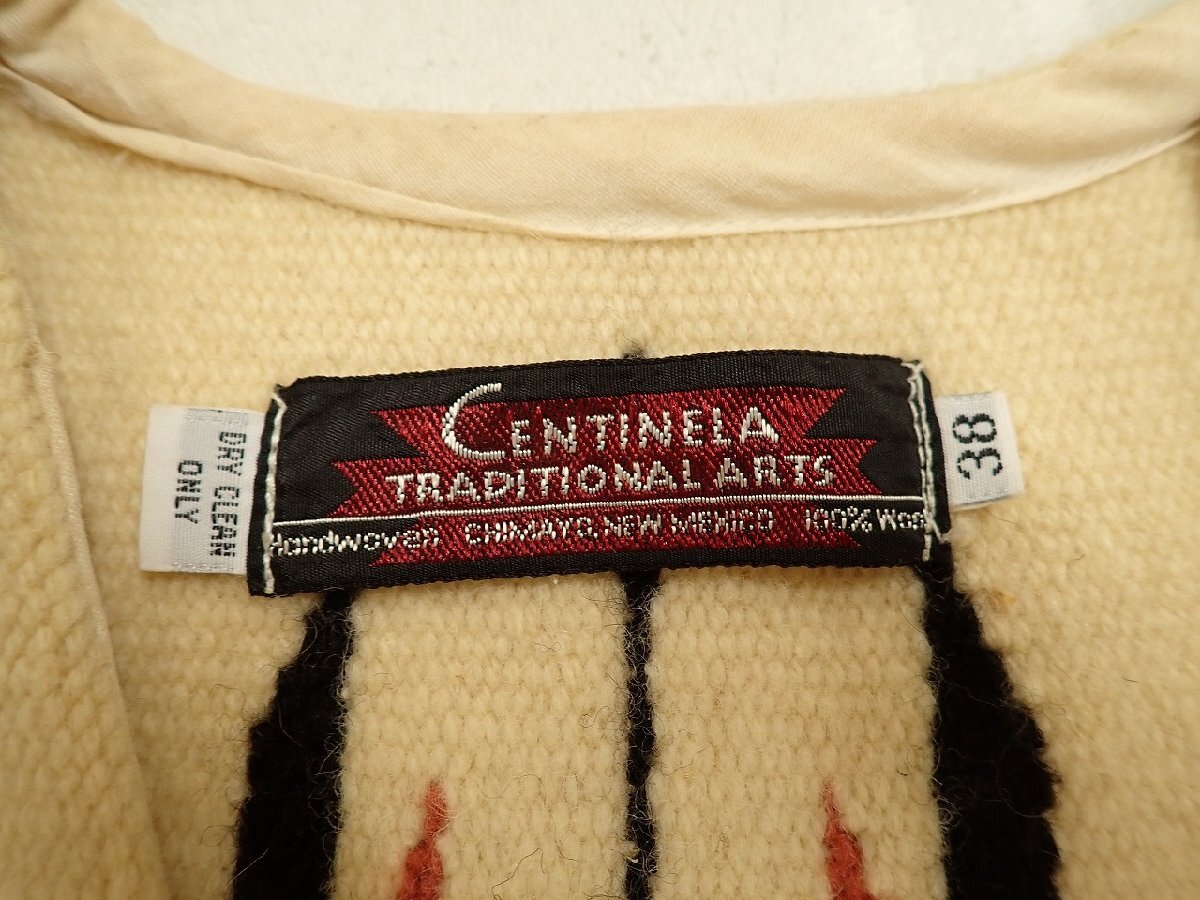 CENTINELA
TRADITIONAL ARTS
Handwoven CHIMAYO, NEW MEXICO 100% Wool
DRY CLEAN
ONLY
38